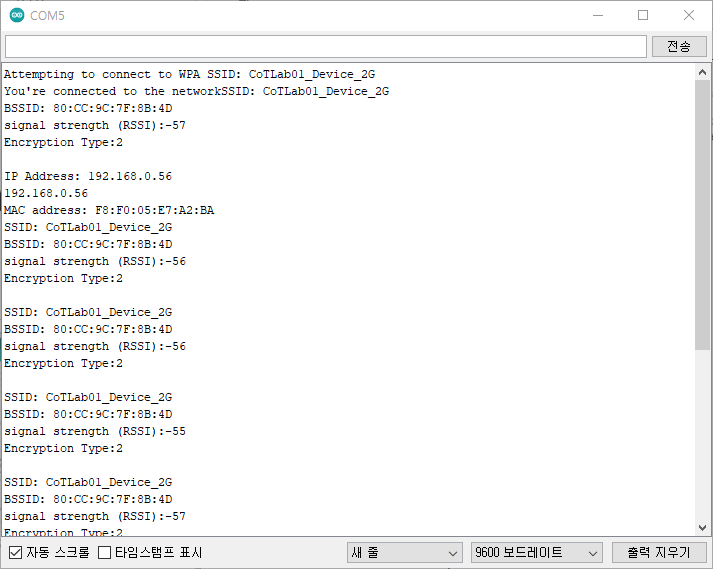 COM5
전송
Attempting to connect to WPA SSID: CoTLab01_Device_2G
You're connected to the networkSSID: CoTLab01_Device_2G
BSSID: 80:CC:9C:7F:8B:4D
signal strength (RSSI):-57
Encryption Type:2
IP Address: 192.168.0.56
192.168.0.56
MAC address: F8:F0:05:E7:A2:BA
SSID: CoTLab01_Device_2G
BSSID: 80:CC:9C:7F:8B:4D
signal strength (RSSI):-56
Encryption Type:2
SSID: CoTLab01_Device_2G
BSSID: 80:CC:9C:7F:8B:4D
signal strength (RSSI):-56
Encryption Type:2
SSID: CoTLab01_Device_2G
BSSID: 80:CC:9C:7F:8B:4D
signal strength (RSSI):-55
Encryption Type:2
SSID: CoTLab01_Device_2G
BSSID: 80:CC:9C:7F:8B:4D
signal strength (RSSI):-57
Encryption Type:2
자동 스크롤 타임스탬프 표시 새 줄 9600 보드레이트 출력 지우기